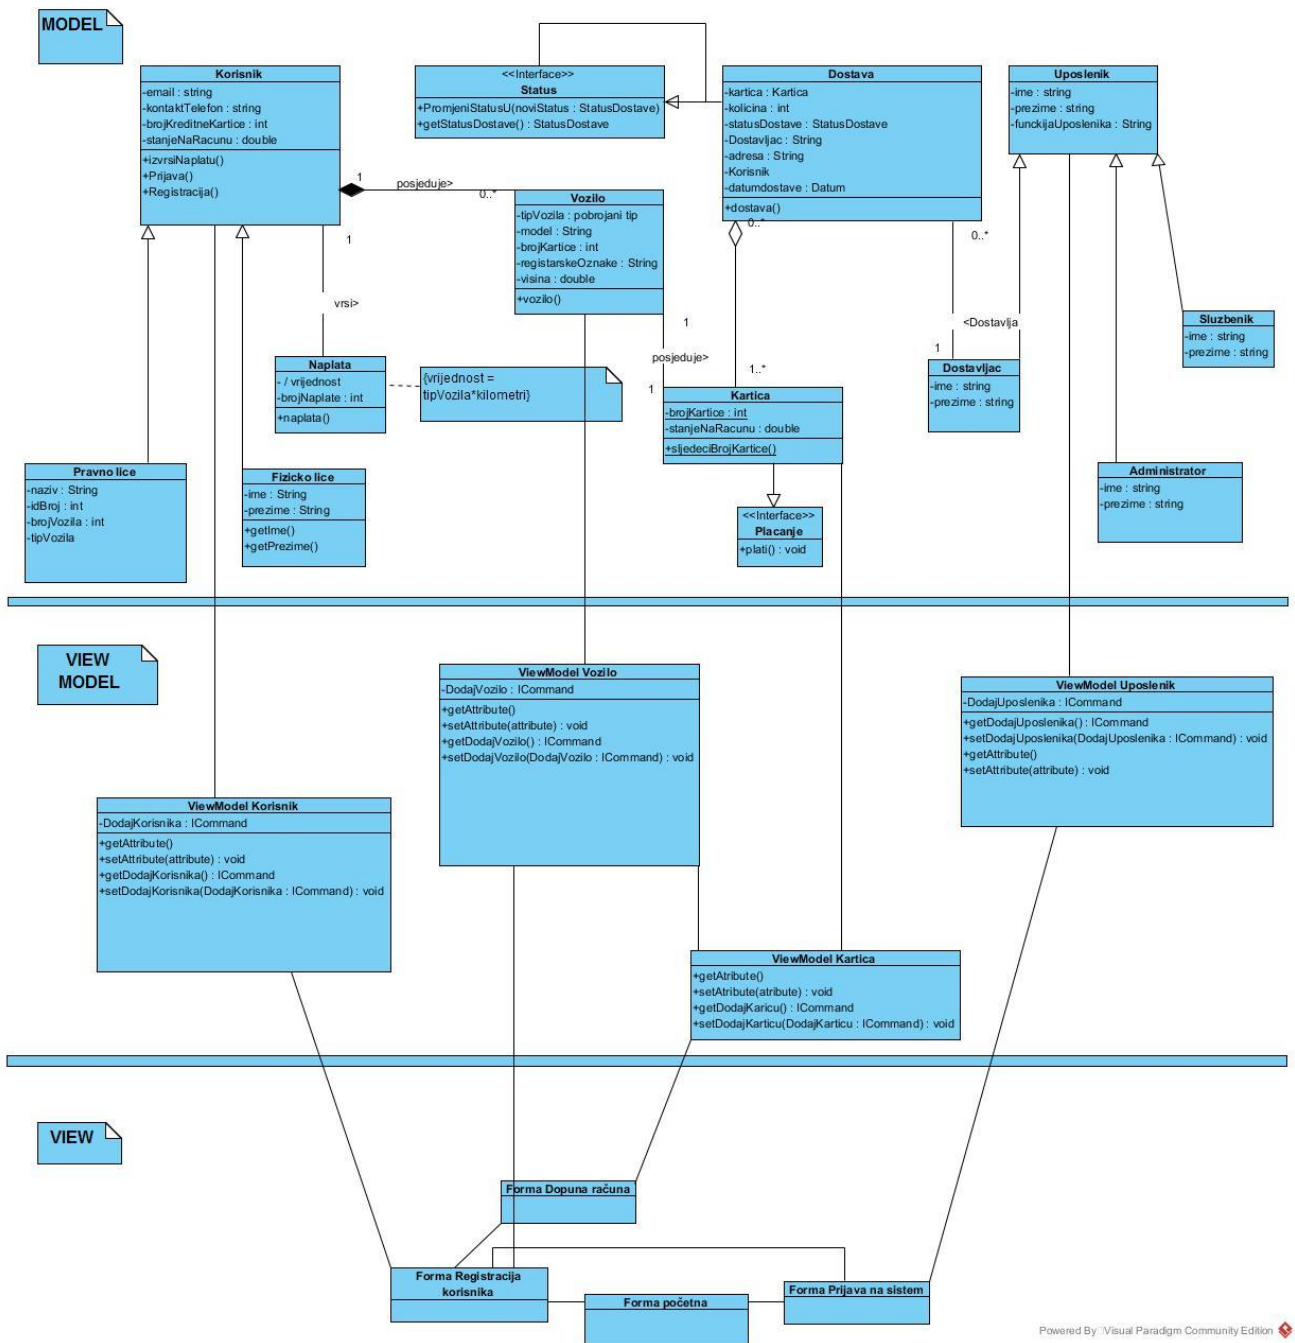 MODEL
Korisnik
-email : string
-kontaktTelefon : string
-brojKreditneKartice : int
-stanjeNaRacunu : double
+izvrsiNaplatu()
+Prijava()
+Registracija()
<<Interface>>
Status
+PromjeniStatusU(noviStatus : StatusDostave)
+getStatusDostave() : StatusDostave
Dostava
-kartica : Kartica
-kolicina : int
-statusDostave : StatusDostave
-Dostavljac : String
-adresa : String
-Korisnik
-datumdostave : Datum
+dostava()
Uposlenik
-ime : string
-prezime : string
-funckijaUposlenika : String
1
posjeduje>
0..*
Vozilo
-tipVozila : pobrojani tip
-model : String
-brojKartice : int
-registarskeOznake : String
-visina : double
+vozilo()
0..*
0..*
1
vrsi>
1
posjeduje>
1
1..*
<Dostavlja
1
Sluzbenik
-ime : string
-prezime : string
Naplata
- / vrijednost
-brojNaplate : int
+naplata()
{vrijednost =
tipVozila*kilometri}
Kartica
-brojKartice : int
-stanjeNaRacunu : double
+sljedeciBrojKartice()
Dostavljac
-ime : string
-prezime : string
Pravno lice
-naziv : String
-idBroj : int
-brojVozila : int
-tipVozila
Fizicko lice
-ime : String
-prezime : String
+getIme()
+getPrezime()
<<Interface>>
Placanje
+plati() : void
Administrator
-ime : string
-prezime : string
VIEW
MODEL
ViewModel Vozilo
-DodajVozilo : ICommand
+getAttribute()
+setAttribute(attribute) : void
+getDodajVozilo() : ICommand
+setDodajVozilo(DodajVozilo : ICommand) : void
ViewModel Uposlenik
-DodajUposlenika : ICommand
+getDodajUposlenika() : ICommand
+setDodajUposlenika(DodajUposlenika : ICommand) : void
+getAttribute()
+setAttribute(attribute) : void
ViewModel Korisnik
-DodajKorisnika : ICommand
+getAttribute()
+setAttribute(attribute) : void
+getDodajKorisnika() : ICommand
+setDodajKorisnika(DodajKorisnika : ICommand) : void
ViewModel Kartica
+getAtribute()
+setAtribute(atribute) : void
+getDodajKaricu() : ICommand
+setDodajKarticu(DodajKarticu : ICommand) : void
VIEW
Forma Dopuna računa
Forma Registracija
korisnika
Forma početna
Forma Prijava na sistem
Powered By Visual Paradigm Community Edition